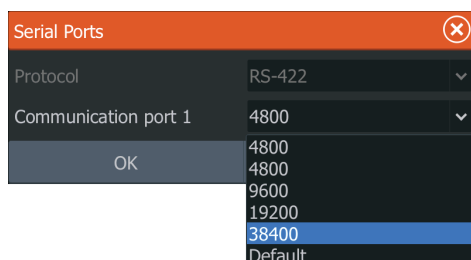 Serial Ports
Protocol RS-422
Communication port 1 4800
OK
4800
4800
9600
19200
38400
Default